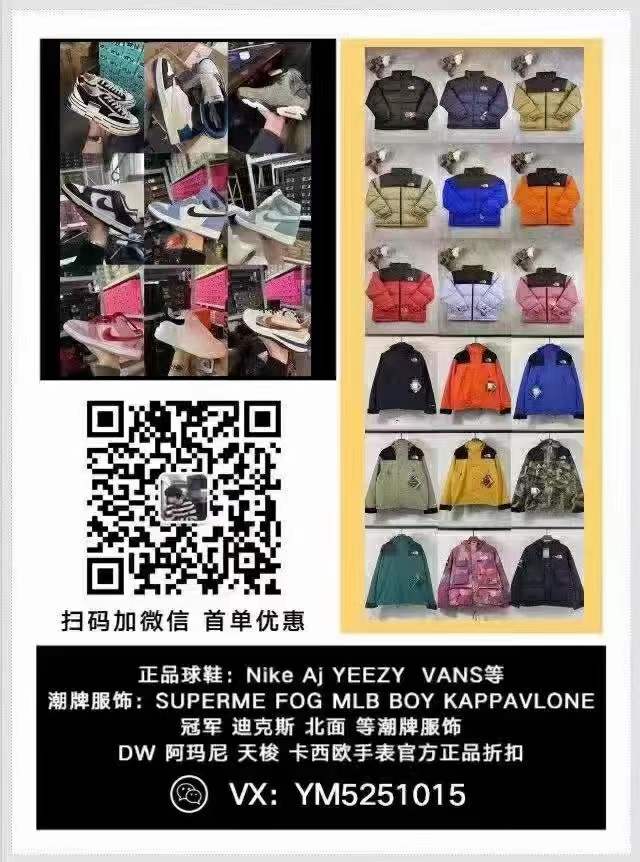 扫码加微信 首单优惠
正品球鞋：Nike Aj YEEZY VANS等
潮牌服饰：SUPERME FOG MLB BOY KAPPAVLONE
冠军 迪克斯 北面 等潮牌服饰
DW 阿玛尼 天梭 卡西欧手表官方正品折扣
VX：YM5251015